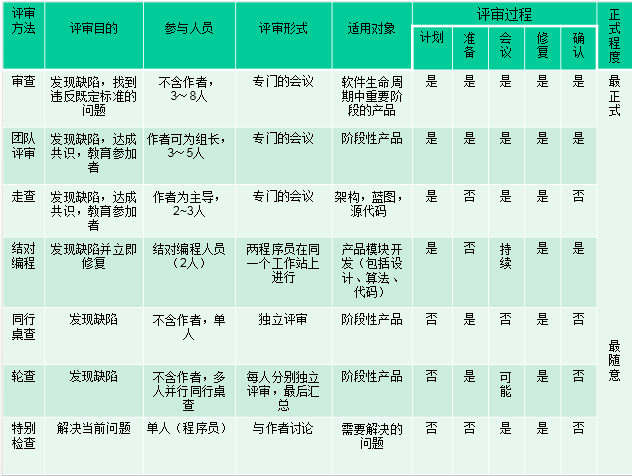 评审方法 评审目的 参与人员 评审形式 适用对象 评审过程 正式程度
计划 准备 会议 修复 确认
审查 发现缺陷，找到违反既定标准的问题 不含作者，3～8人 专门的会议 软件生命周期中重要阶段的产品 是 是 是 是 是 最正式
团队评审 发现缺陷，达成共识，教育参加者 作者可为组长，3～5人 专门的会议 阶段性产品 是 是 是 是 是
走查 发现缺陷，达成共识，教育参加者 作者为主导，2~3人 专门的会议 架构，蓝图，源代码 是 否 是 是 否
结对编程 发现缺陷并立即修复 结对编程人员（2人） 两程序员在同一个工作站上进行 产品模块开发（包括设计、算法、代码） 是 否 持续 是 是
同行桌查 发现缺陷 不含作者，单人 独立评审 阶段性产品 否 是 否 是 否 最随意
轮查 发现缺陷 不含作者，多人并行同行桌查 每人分别独立评审，最后汇总 阶段性产品 否 是 可能 是 否
特别检查 解决当前问题 单人（程序员） 与作者讨论 需要解决的问题 否 否 是 是 否